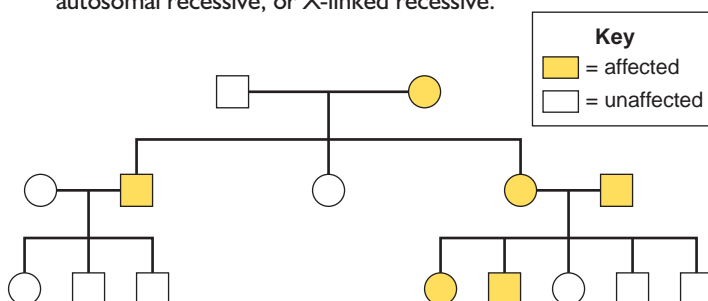 autosomal recessive, or X-linked recessive.
Key
= affected
= unaffected